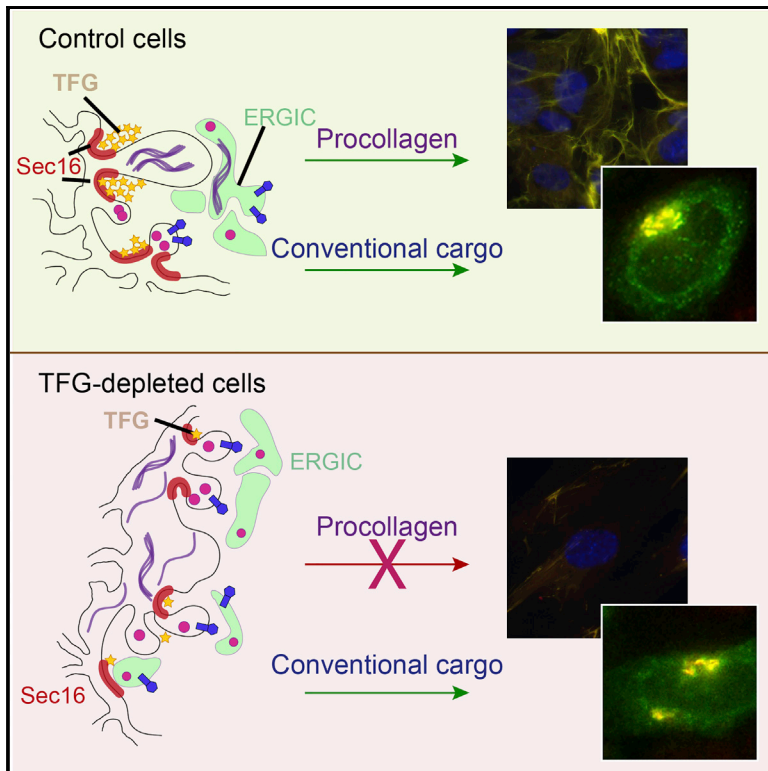 Control cells
TFG
ERGIC
Sec16
Procollagen
Conventional cargo
TFG-depleted cells
TFG
ERGIC
Procollagen
X
Conventional cargo
Sec16